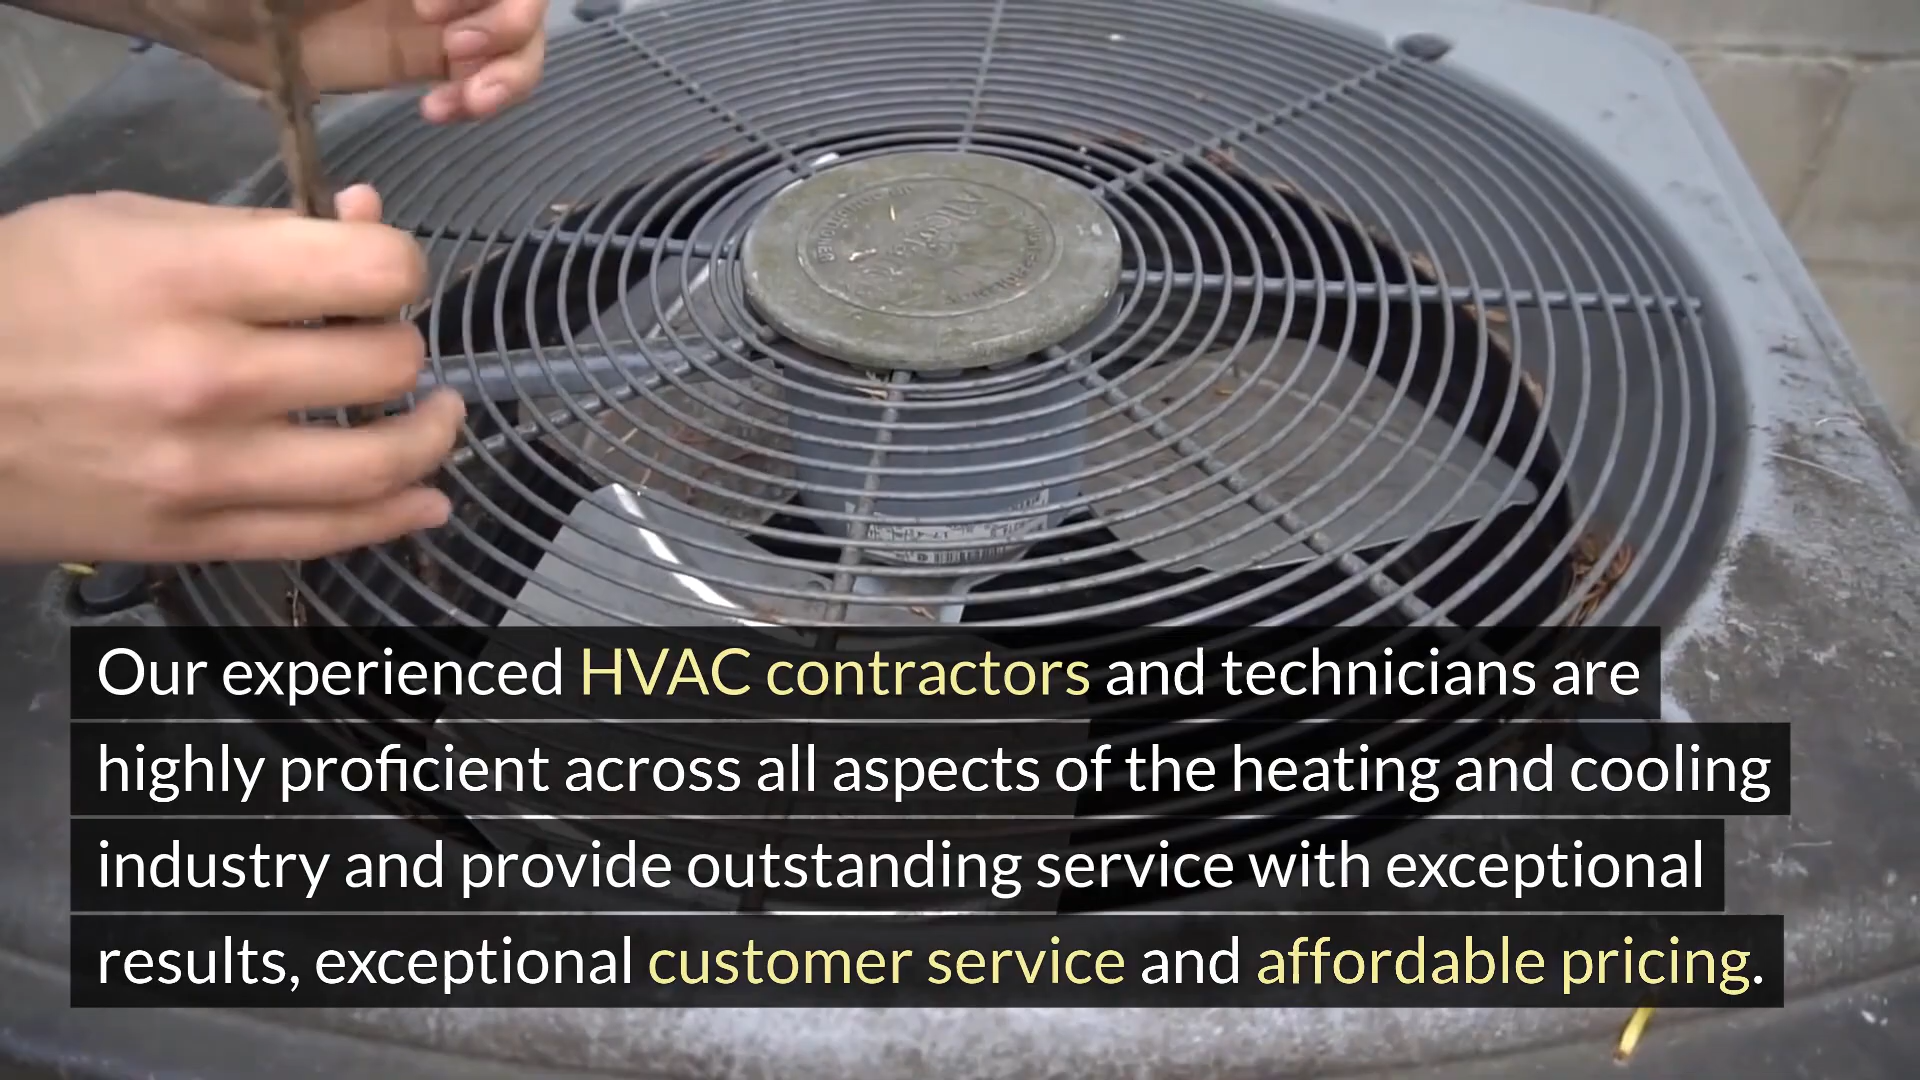 Our experienced HVAC contractors and technicians are
highly proficient across all aspects of the heating and cooling
industry and provide outstanding service with exceptional
results, exceptional customer service and affordable pricing.